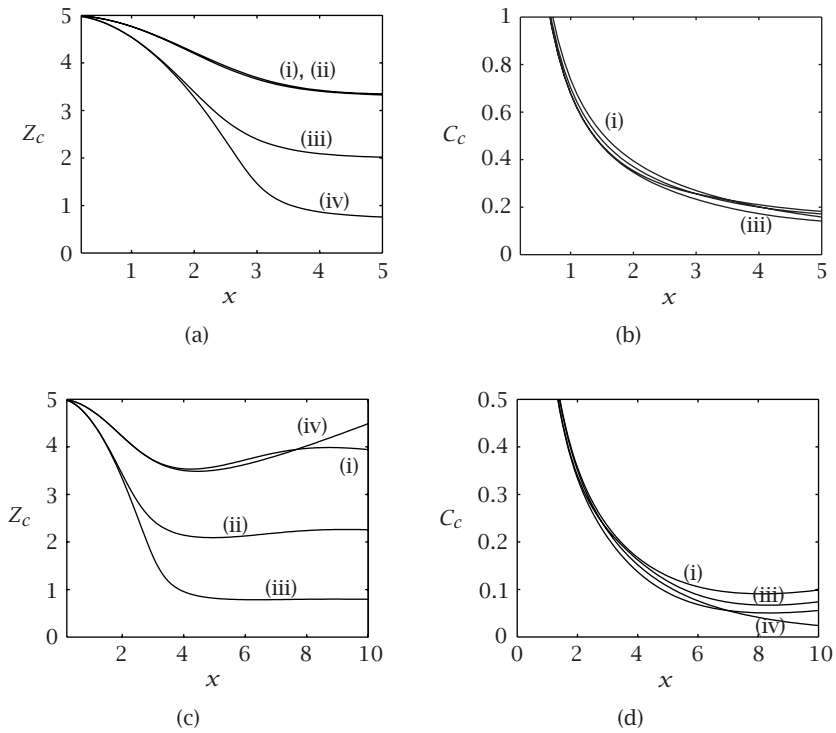 5
4
3
2
1
0
Z_c
(i), (ii)
(iii)
(iv)
1 2 3 4 5
x
(a)
1
0.8
0.6
0.4
0.2
0
C_c
(i)
(iii)
1 2 3 4 5
x
(b)
5
4
3
2
1
0
Z_c
(iv)
(i)
(ii)
(iii)
2 4 6 8 10
x
(c)
0.5
0.4
0.3
0.2
0.1
0
C_c
(i)
(iii)
(iv)
0 2 4 6 8 10
x
(d)